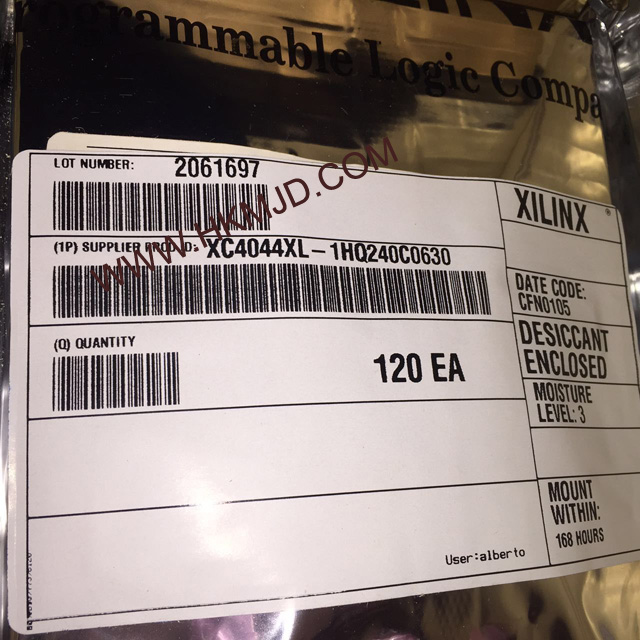 Programmable Logic Compa
LOT NUMBER: 2061697
XILINX ®
(1P) SUPPLIER PROD ID: XC4044XL-1HQ240C0630
DATE CODE:
CFN0105
(Q) QUANTITY
120 EA
DESICCANT
ENCLOSED
MOISTURE
LEVEL: 3
MOUNT
WITHIN:
168 HOURS
User:alberto
WWW.HKMJD.COM